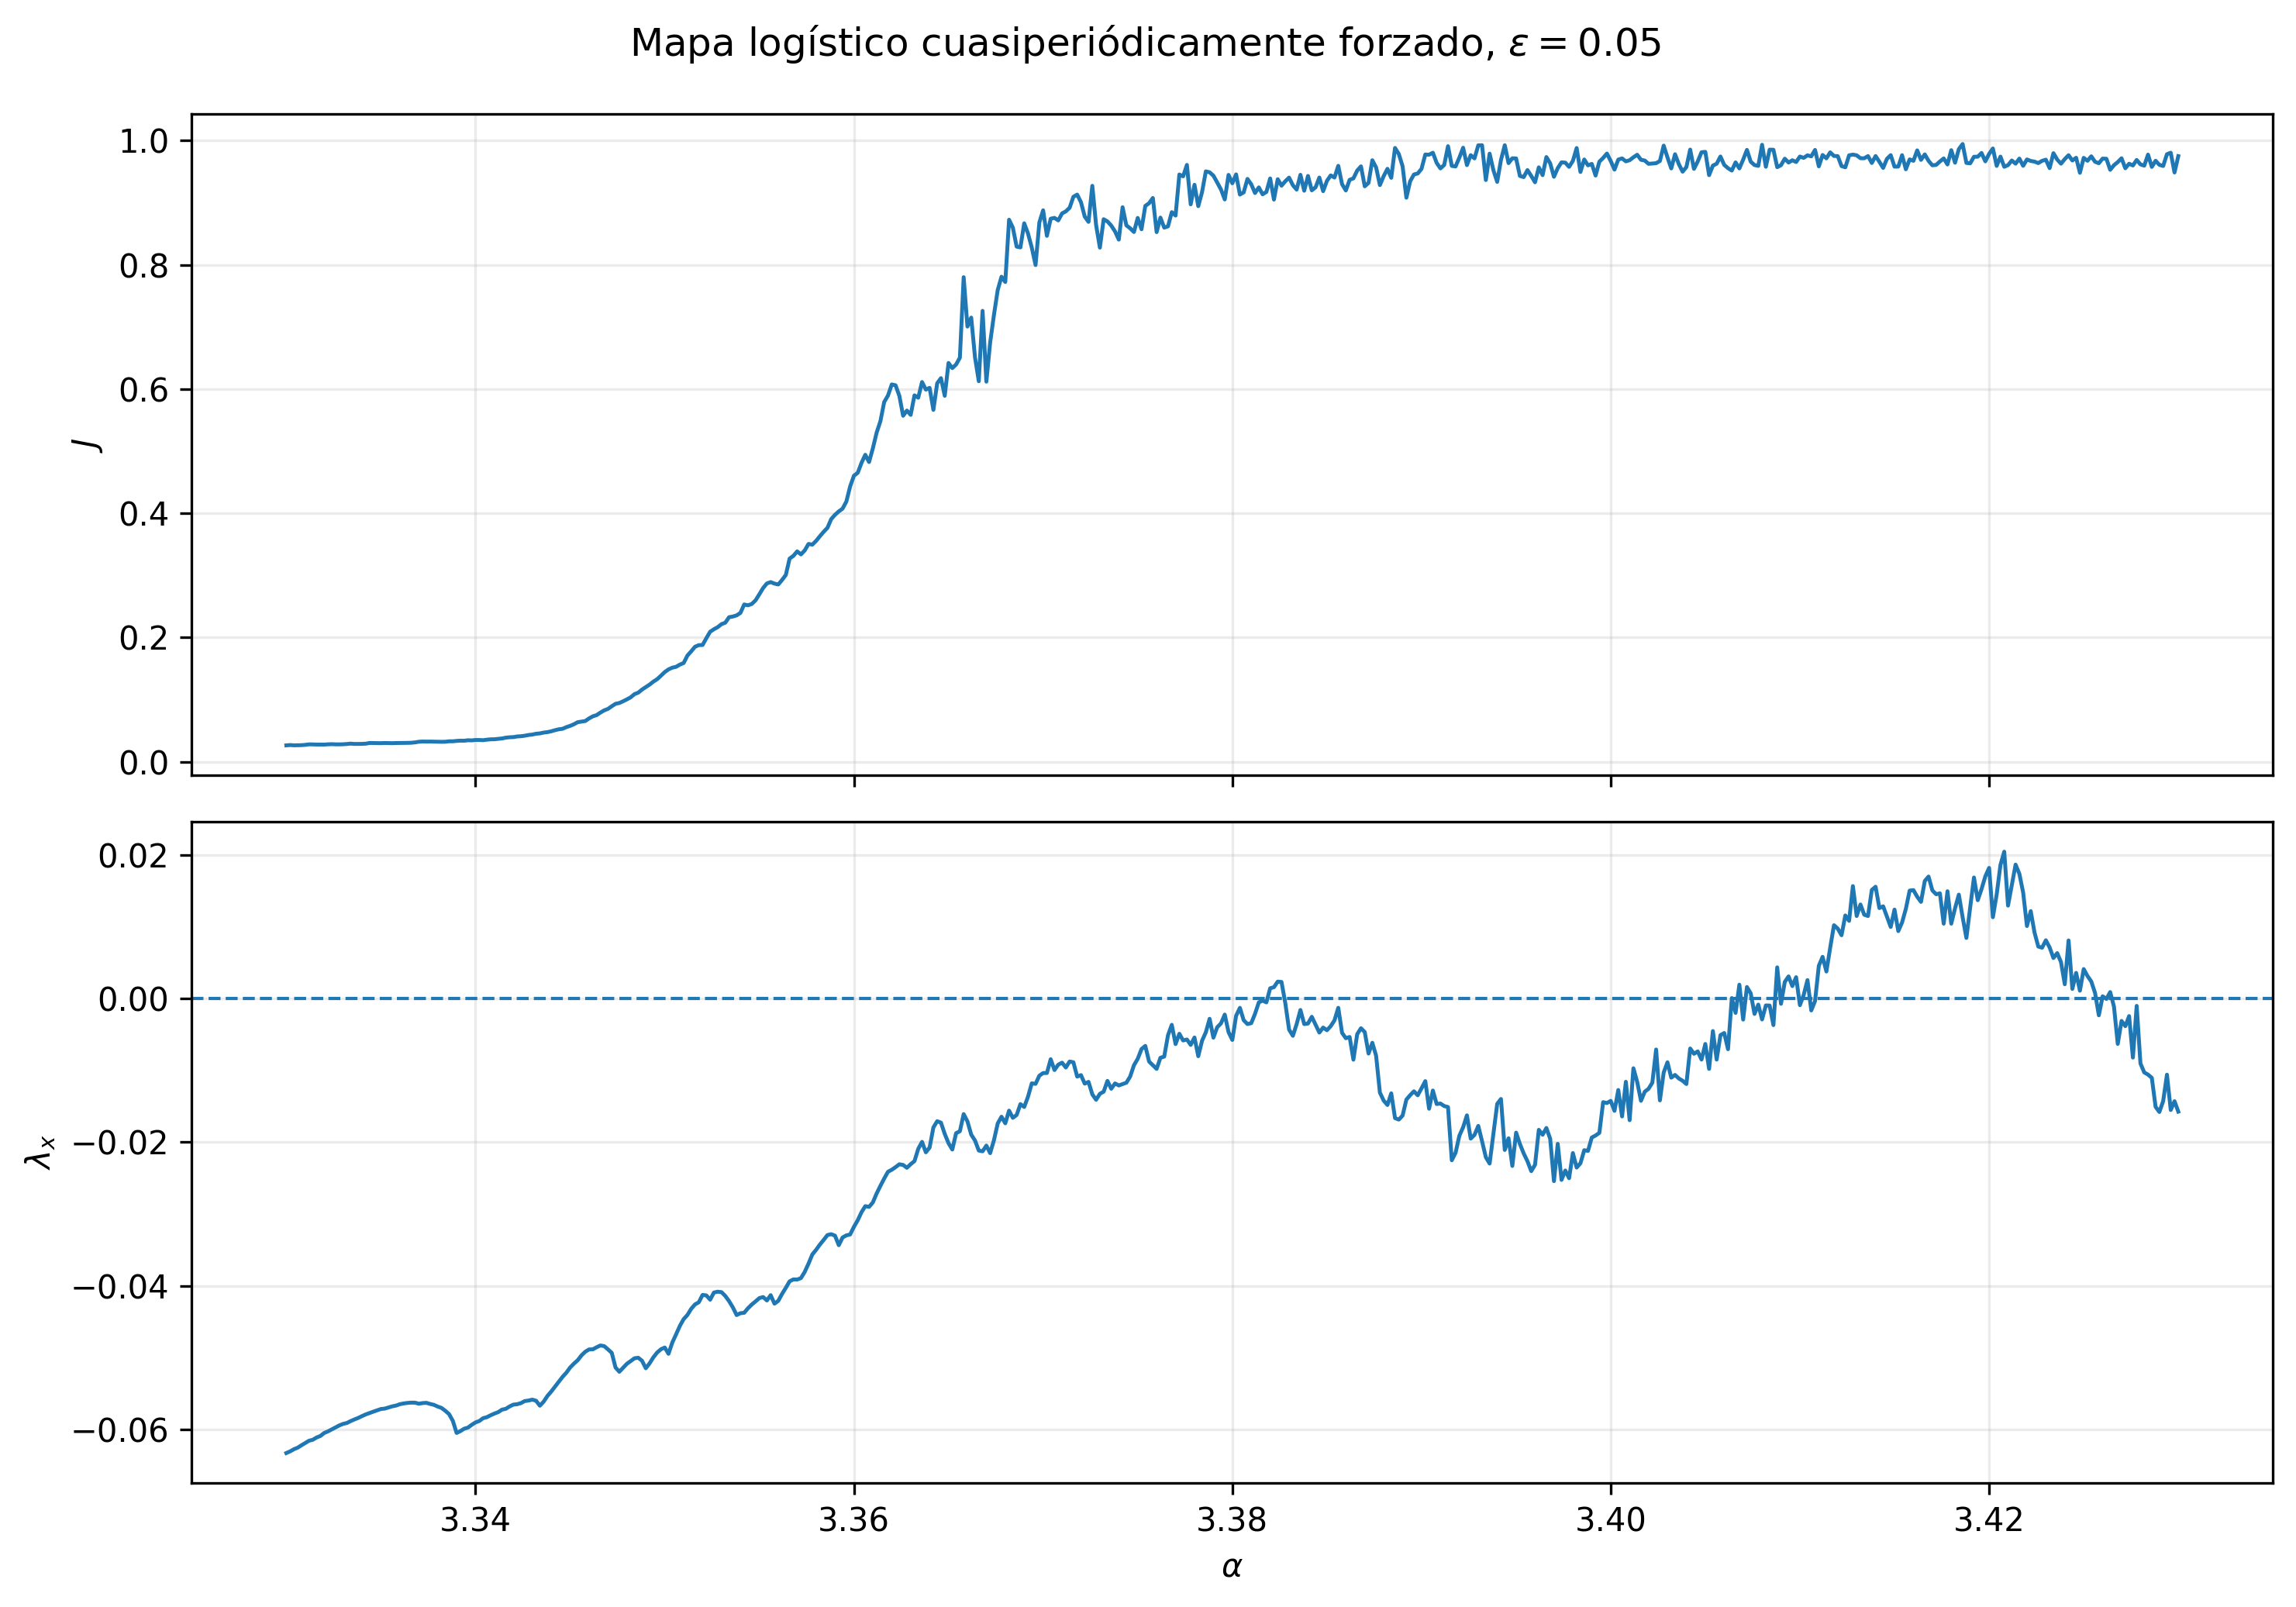 Mapa logístico cuasiperiódicamente forzado, ε = 0.05
1.0
0.8
0.6
0.4
0.2
0.0
J
0.02
0.00
−0.02
−0.04
−0.06
λx
3.34 3.36 3.38 3.40 3.42
α